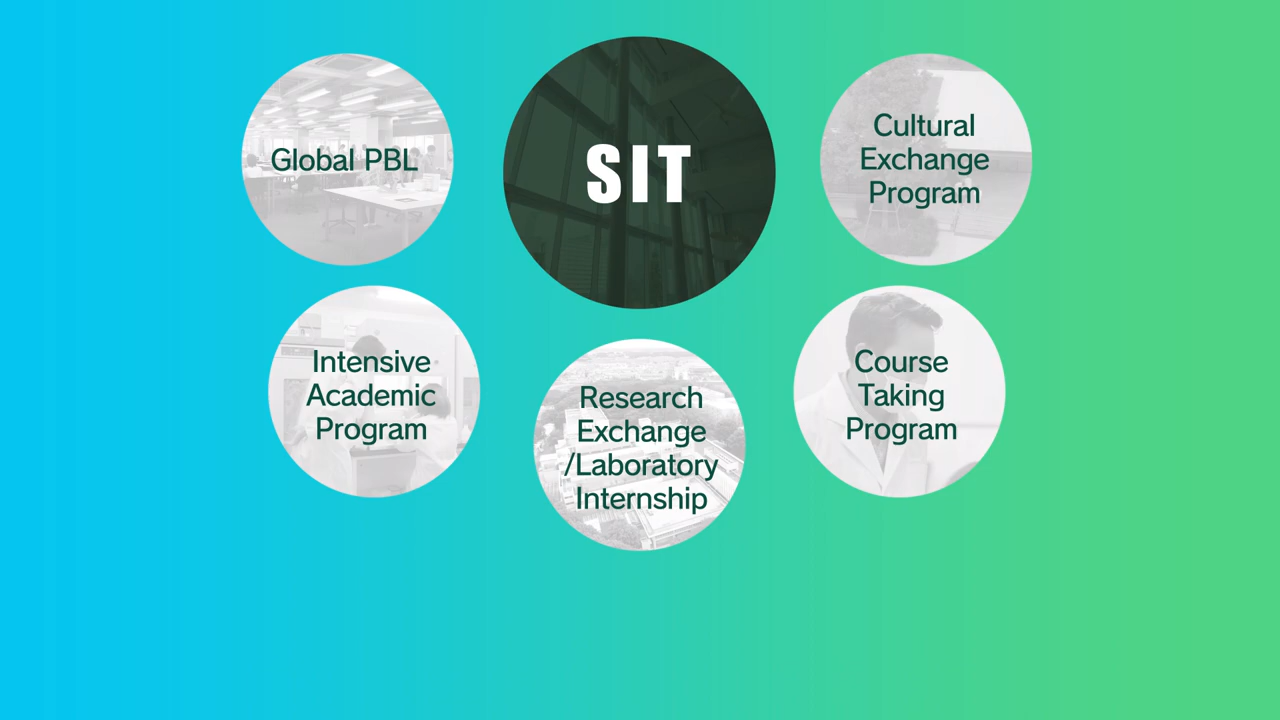 Global PBL
SIT
Cultural
Exchange
Program
Intensive
Academic
Program
Research
Exchange
/Laboratory
Internship
Course
Taking
Program